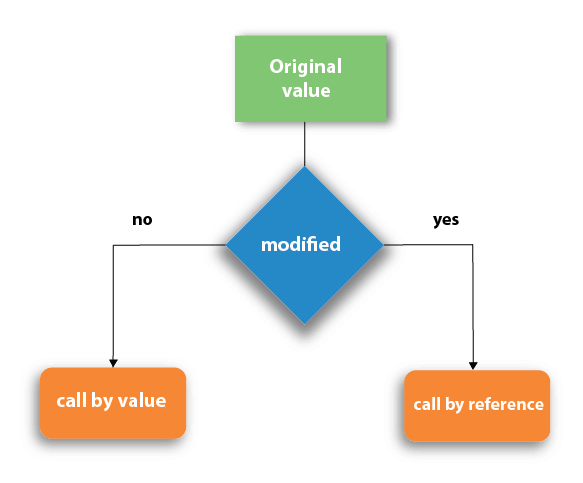 Original
value
modified
no
yes
call by value
call by reference